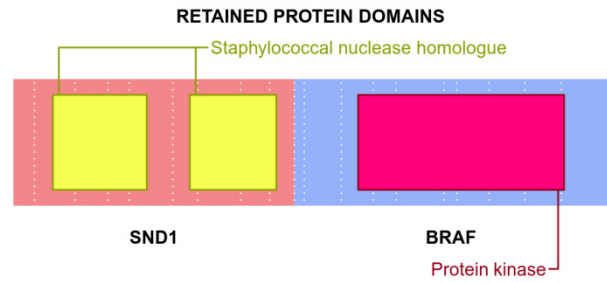 RETAINED PROTEIN DOMAINS
Staphylococcal nuclease homologue
SND1
BRAF
Protein kinase